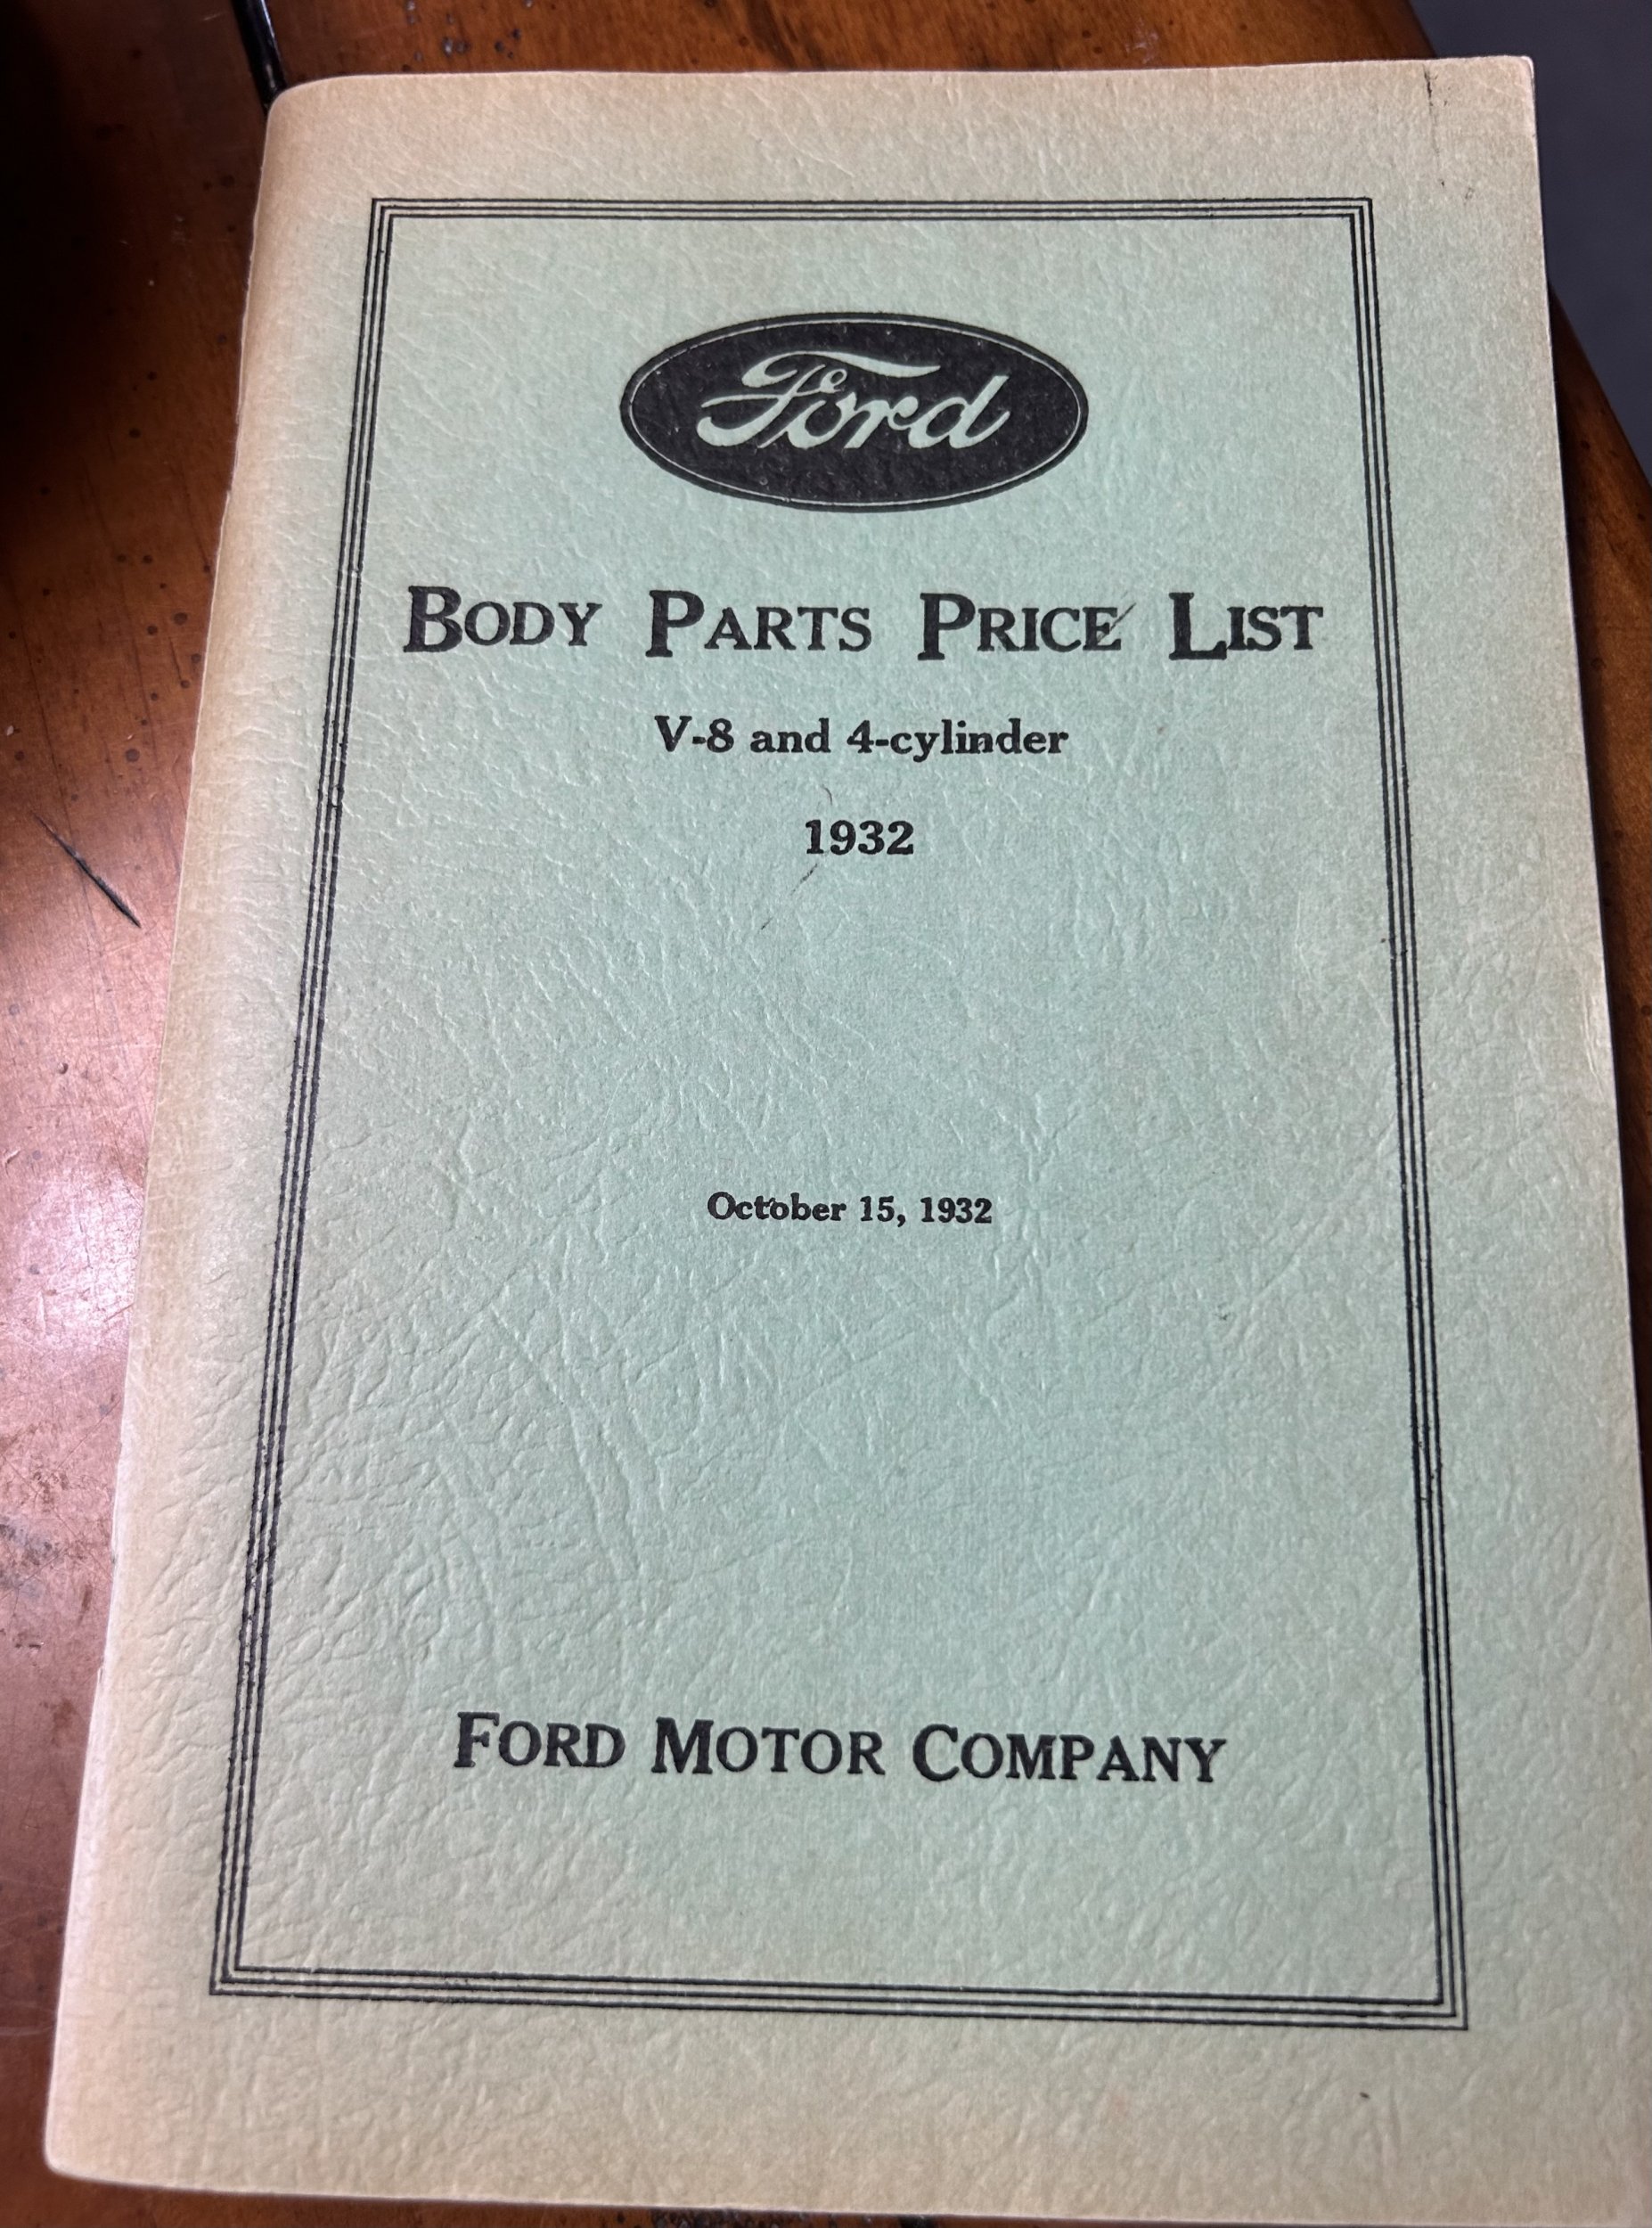 Ford
BODY PARTS PRICE LIST
V-8 and 4-cylinder
1932
October 15, 1932
FORD MOTOR COMPANY